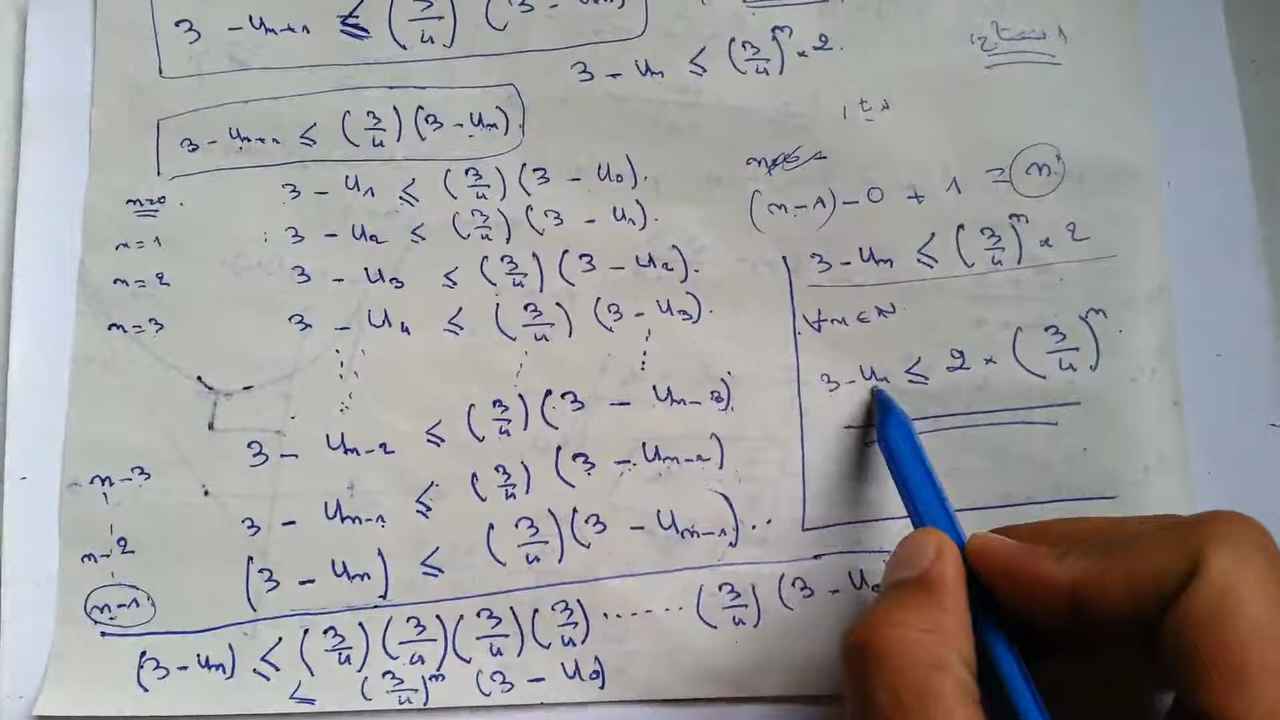 3 - Un+1 ≤ (3/4) (3 -
3 - Un ≤ (3/4)^n × 2.
3 - Un+1 ≤ (3/4) (3 - Un)
n=0. 3 - U1 ≤ (3/4) (3 - U0).
n=1 3 - U2 ≤ (3/4) (3 - U1).
n=2 3 - U3 ≤ (3/4) (3 - U2).
n=3 3 - U4 ≤ (3/4) (3 - U3).
3 - Un-2 ≤ (3/4) (3 - Un-3)
n-3
3 - Un-1 ≤ (3/4) (3 - Un-2)
n-2
(3 - Un) ≤ (3/4) (3 - Un-1)..
n-1
(3 - Un) ≤ (3/4) (3/4) (3/4) (3/4) ...... (3/4) (3 - U0
≤ (3/4)^n (3 - U0)
(n-1) - 0 + 1 = n
3 - Un ≤ (3/4)^n × 2
∀n∈N
3 - Un ≤ 2 × (3/4)^n.